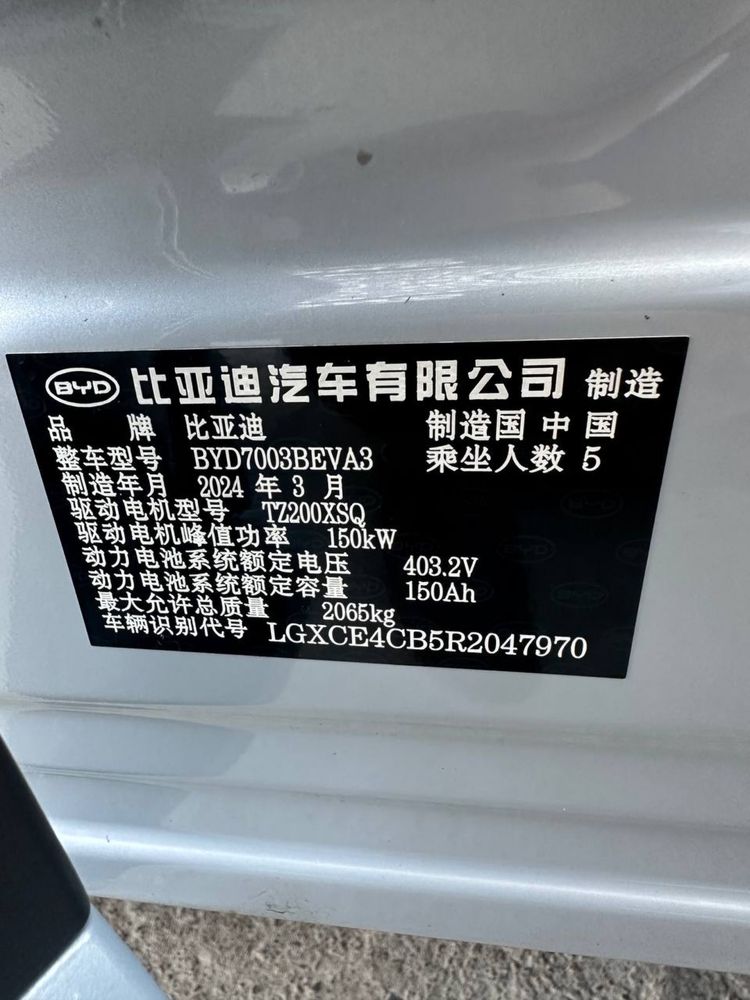 BYD 比亚迪汽车有限公司 制造
品 牌 比亚迪 制造国 中国
整车型号 BYD7003BEVA3 乘坐人数 5
制造年月 2024 年 3 月
驱动电机型号 TZ200XSQ
驱动电机峰值功率 150kW
动力电池系统额定电压 403.2V
动力电池系统额定容量 150Ah
最大允许总质量 2065kg
车辆识别代号 LGXCE4CB5R2047970